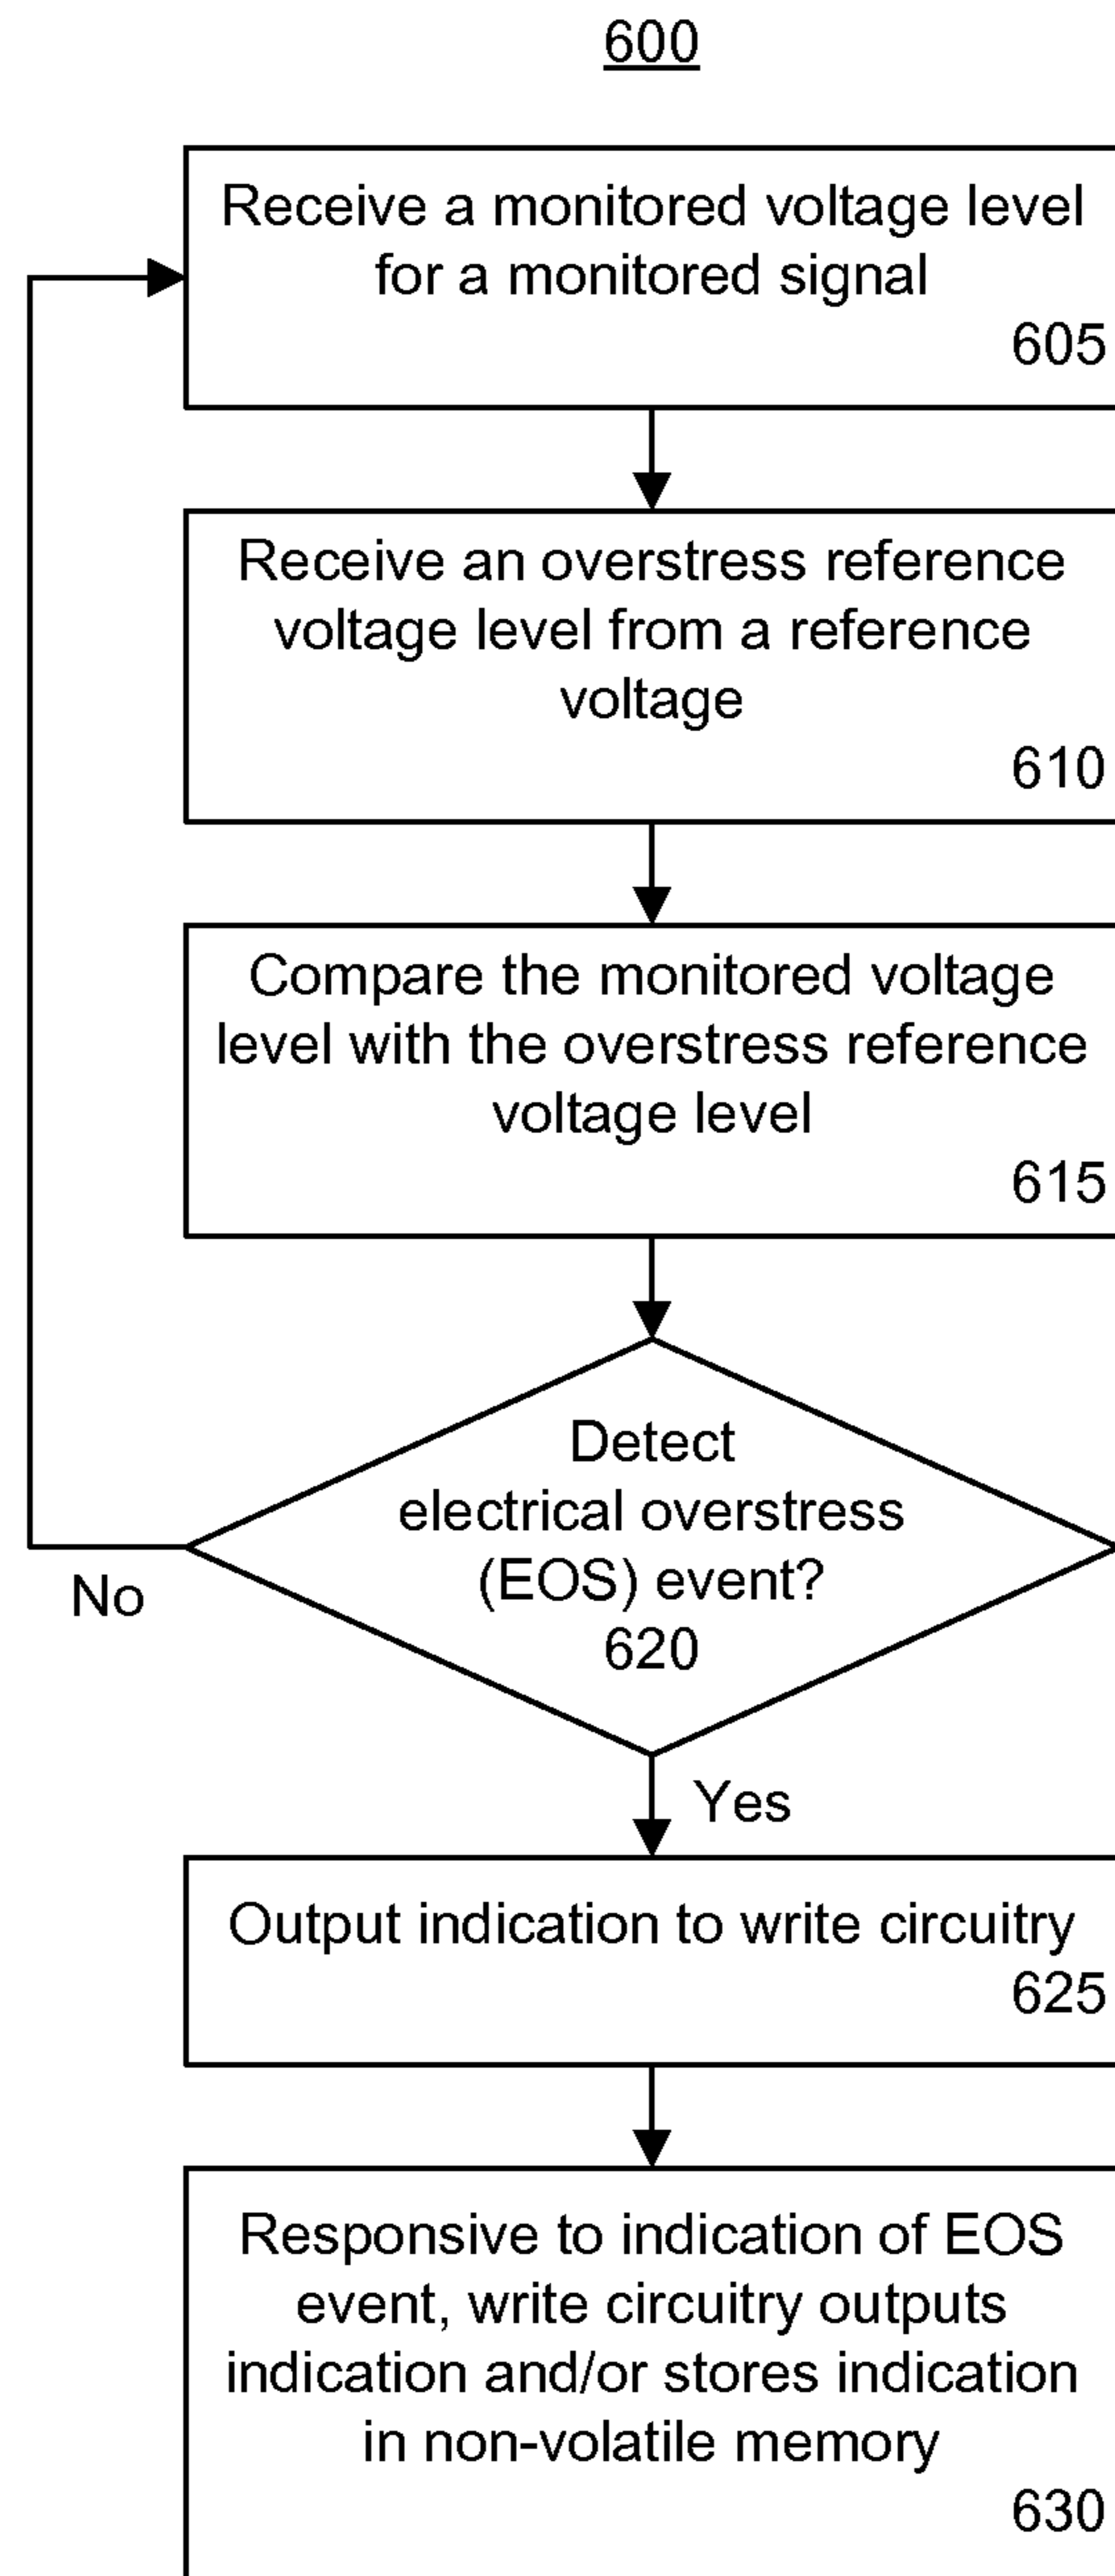 600
Receive a monitored voltage level
for a monitored signal
605
Receive an overstress reference
voltage level from a reference
voltage
610
Compare the monitored voltage
level with the overstress reference
voltage level
615
Detect
electrical overstress
(EOS) event?
620
No
Yes
Output indication to write circuitry
625
Responsive to indication of EOS
event, write circuitry outputs
indication and/or stores indication
in non-volatile memory
630